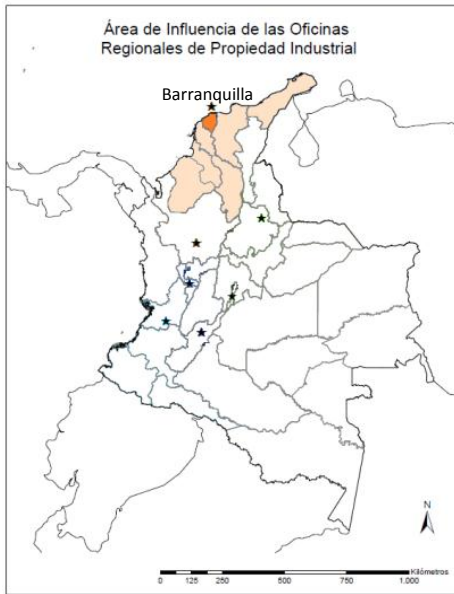 Área de Influencia de las Oficinas
Regionales de Propiedad Industrial
Barranquilla
N
Kilómetros
0 125 250 500 750 1.000